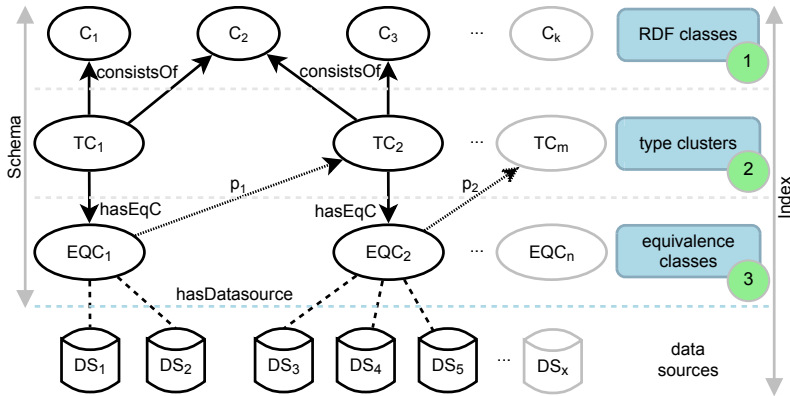 C1 C2 C3 ... Ck RDF classes
1
consistsOf consistsOf
Schema
TC1 TC2 ... TCm type clusters
2
p1 p2
hasEqC hasEqC
Index
EQC1 EQC2 ... EQCn equivalence
classes
3
hasDatasource
DS1 DS2 DS3 DS4 DS5 ... DSx data
sources